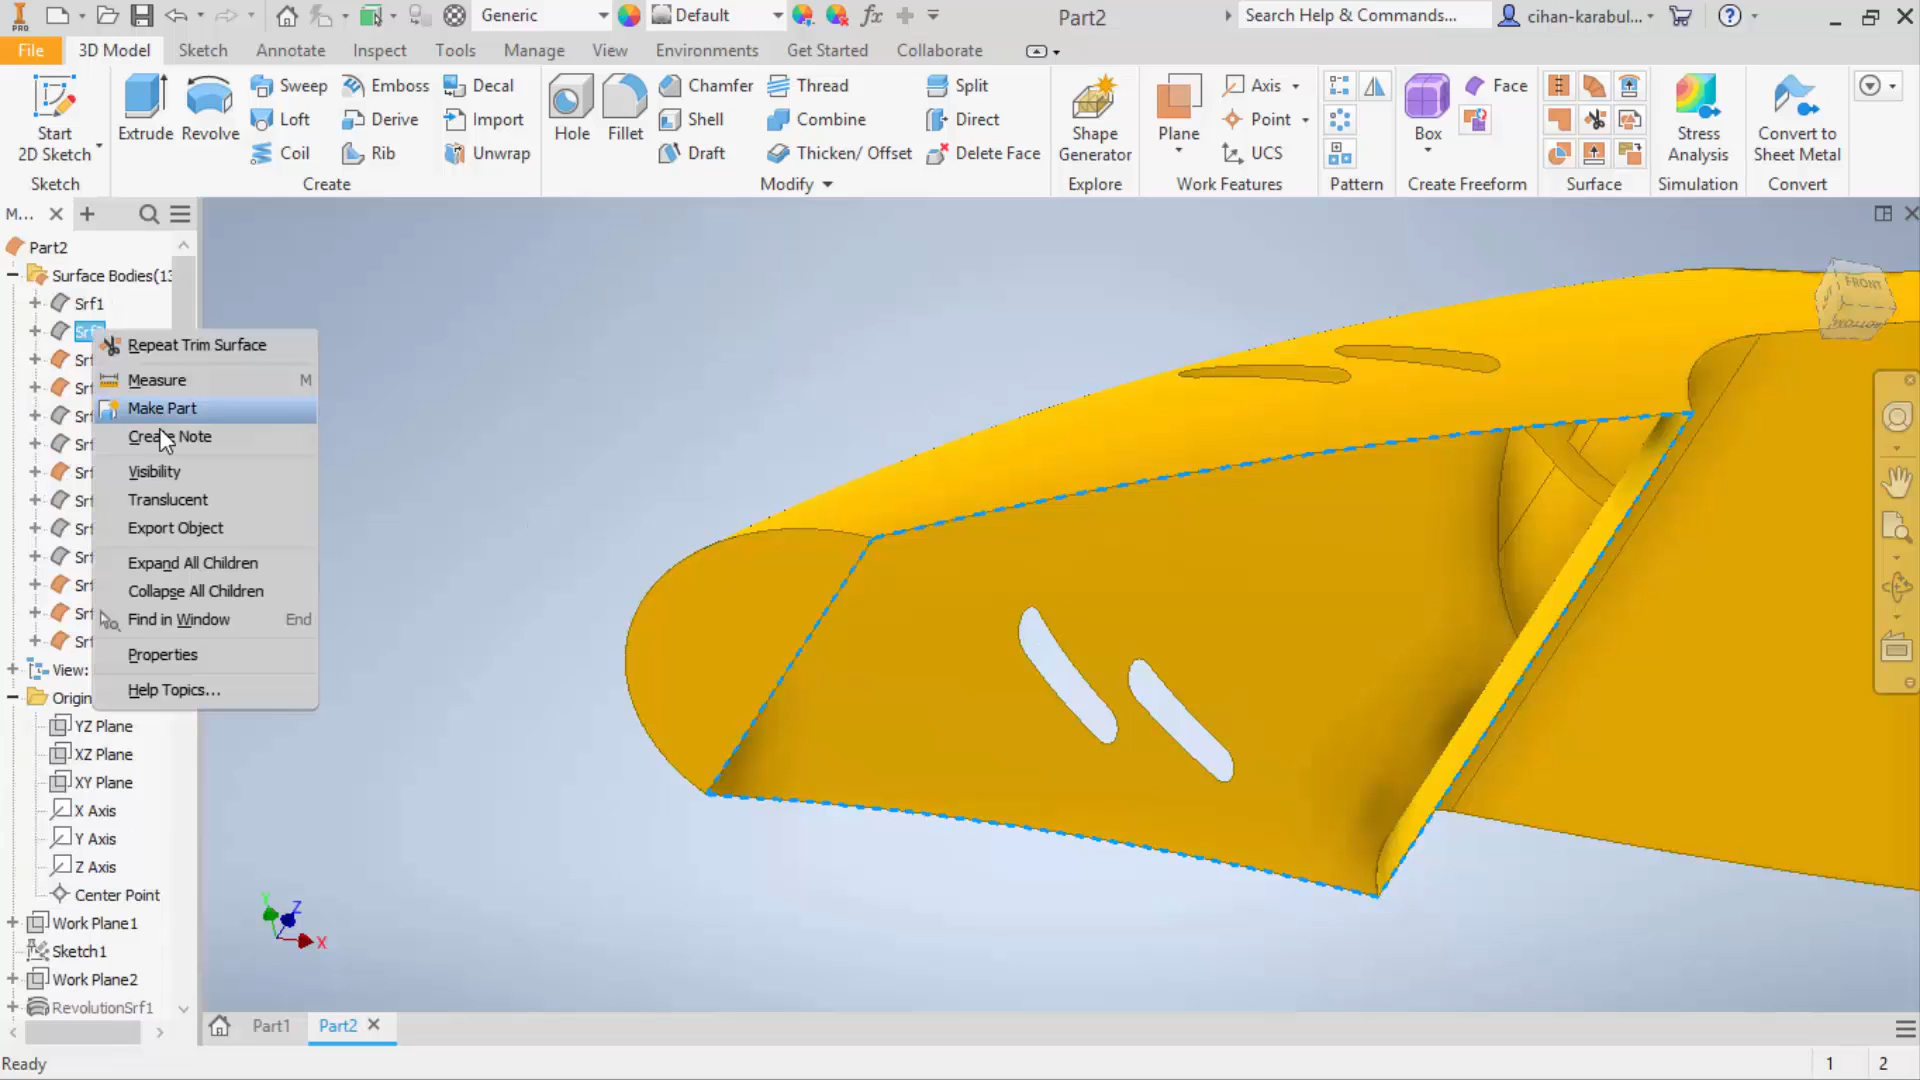 PRO
Generic
Default
fx
Part2
Search Help & Commands...
cihan-karabul...
File
3D Model
Sketch
Annotate
Inspect
Tools
Manage
View
Environments
Get Started
Collaborate
Start
2D Sketch
Sketch
Extrude
Revolve
Sweep
Loft
Coil
Emboss
Derive
Rib
Decal
Import
Unwrap
Create
Hole
Fillet
Chamfer
Shell
Draft
Thread
Combine
Thicken/ Offset
Split
Direct
Delete Face
Modify
Shape
Generator
Explore
Plane
Axis
Point
UCS
Work Features
Pattern
Box
Face
Create Freeform
Surface
Stress
Analysis
Simulation
Convert to
Sheet Metal
Convert
M...
Part2
Surface Bodies(13
Srf1
Repeat Trim Surface
Measure M
Make Part
Create Note
Visibility
Translucent
Export Object
Expand All Children
Collapse All Children
Find in Window End
Properties
Help Topics...
View:
Origin
YZ Plane
XZ Plane
XY Plane
X Axis
Y Axis
Z Axis
Center Point
Work Plane1
Sketch1
Work Plane2
RevolutionSrf1
FRONT
BOTTOM
Y
Z
X
Part1
Part2
Ready
1
2